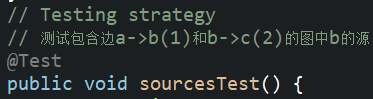 // Testing strategy
// 测试包含边a->b(1)和b->c(2)的图中b的源
@Test
public void sourcesTest() {